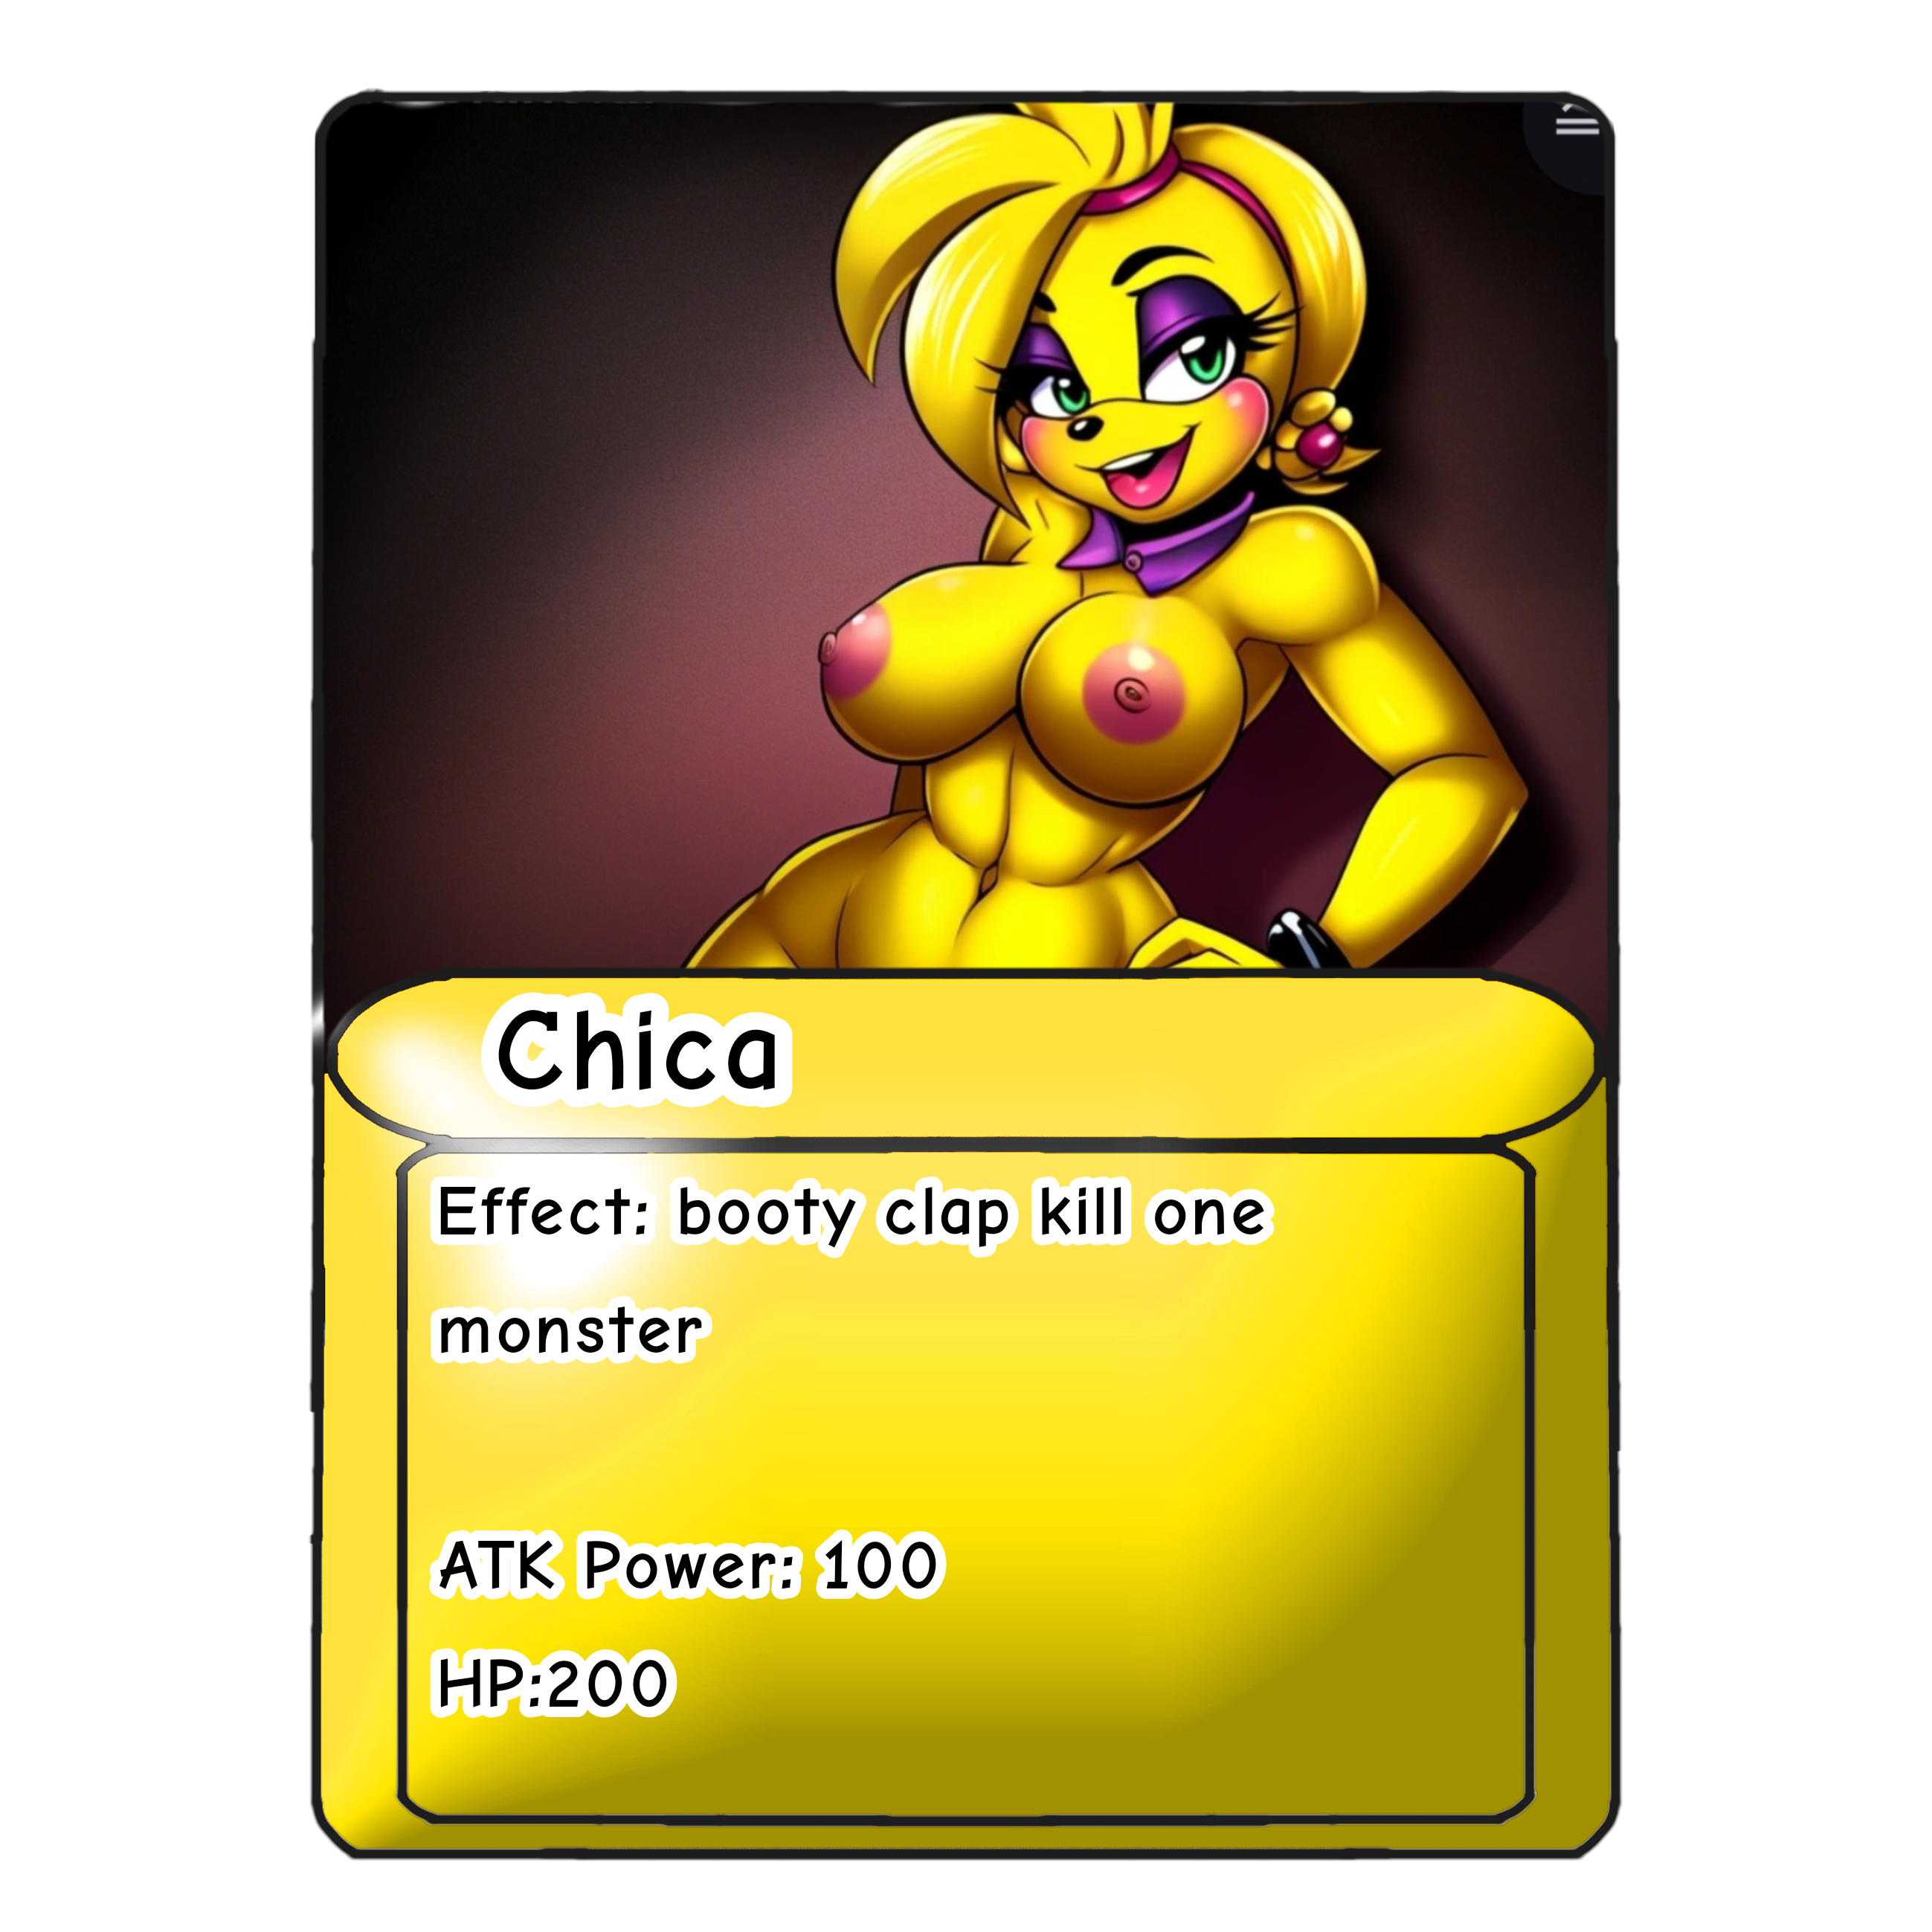 Chica
Effect: booty clap kill one
monster
ATK Power: 100
HP:200